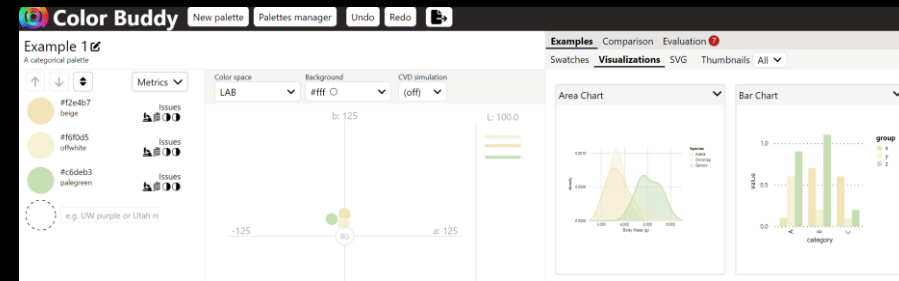 Color Buddy
New palette
Palettes manager
Undo
Redo
Example 1
A categorical palette
Metrics
#f2e4b7
beige
Issues
#f6f0d5
offwhite
Issues
#c6deb3
palegreen
Issues
e.g. UW purple or Utah re
Color space
Background
CVD simulation
LAB
#fff
(off)
b: 125
L: 100.0
-125
BG
a: 125
Examples
Comparison
Evaluation 7
Swatches
Visualizations
SVG
Thumbnails
All
Area Chart
Bar Chart
Body Mass (g)
group
x
y
z
value
1.0
0.5
0.0
A
B
C
category